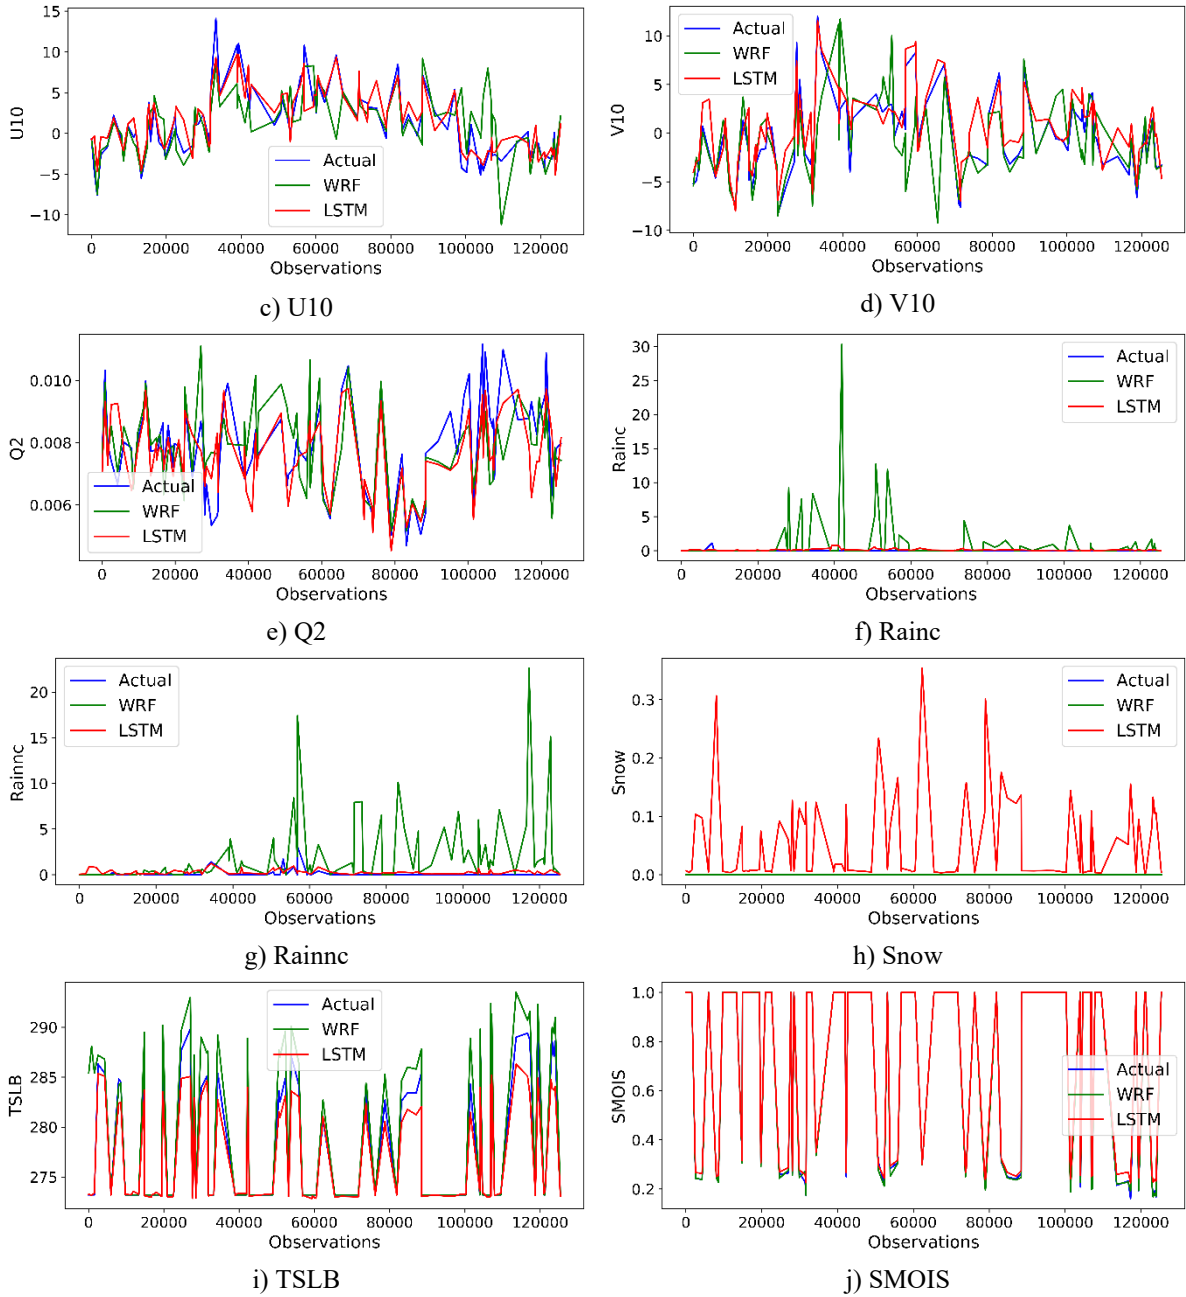 15
10
5
0
−5
−10
U10
Actual
WRF
LSTM
0 20000 40000 60000 80000 100000 120000
Observations
c) U10
10
5
0
−5
−10
V10
Actual
WRF
LSTM
0 20000 40000 60000 80000 100000 120000
Observations
d) V10
0.010
0.008
0.006
Q2
Actual
WRF
LSTM
0 20000 40000 60000 80000 100000 120000
Observations
e) Q2
30
25
20
15
10
5
0
Rainc
Actual
WRF
LSTM
0 20000 40000 60000 80000 100000 120000
Observations
f) Rainc
20
15
10
5
0
Rainnc
Actual
WRF
LSTM
0 20000 40000 60000 80000 100000 120000
Observations
g) Rainnc
0.3
0.2
0.1
0.0
Snow
Actual
WRF
LSTM
0 20000 40000 60000 80000 100000 120000
Observations
h) Snow
290
285
280
275
TSLB
Actual
WRF
LSTM
0 20000 40000 60000 80000 100000 120000
Observations
i) TSLB
1.0
0.8
0.6
0.4
0.2
SMOIS
Actual
WRF
LSTM
0 20000 40000 60000 80000 100000 120000
Observations
j) SMOIS